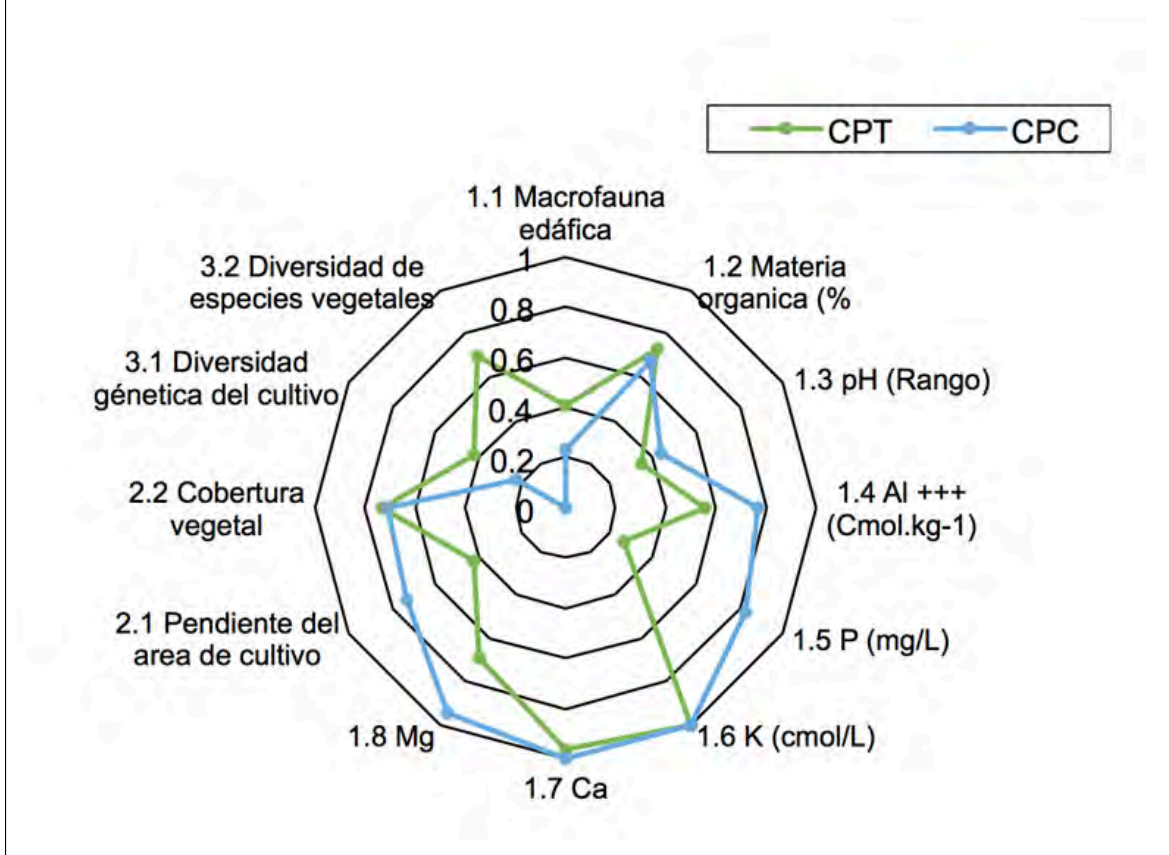 CPT CPC
1.1 Macrofauna
edáfica
1.2 Materia
organica (%
1.3 pH (Rango)
1.4 Al +++
(Cmol.kg-1)
1.5 P (mg/L)
1.6 K (cmol/L)
1.7 Ca
1.8 Mg
2.1 Pendiente del
area de cultivo
2.2 Cobertura
vegetal
3.1 Diversidad
génetica del cultivo
3.2 Diversidad de
especies vegetales
1
0.8
0.6
0.4
0.2
0